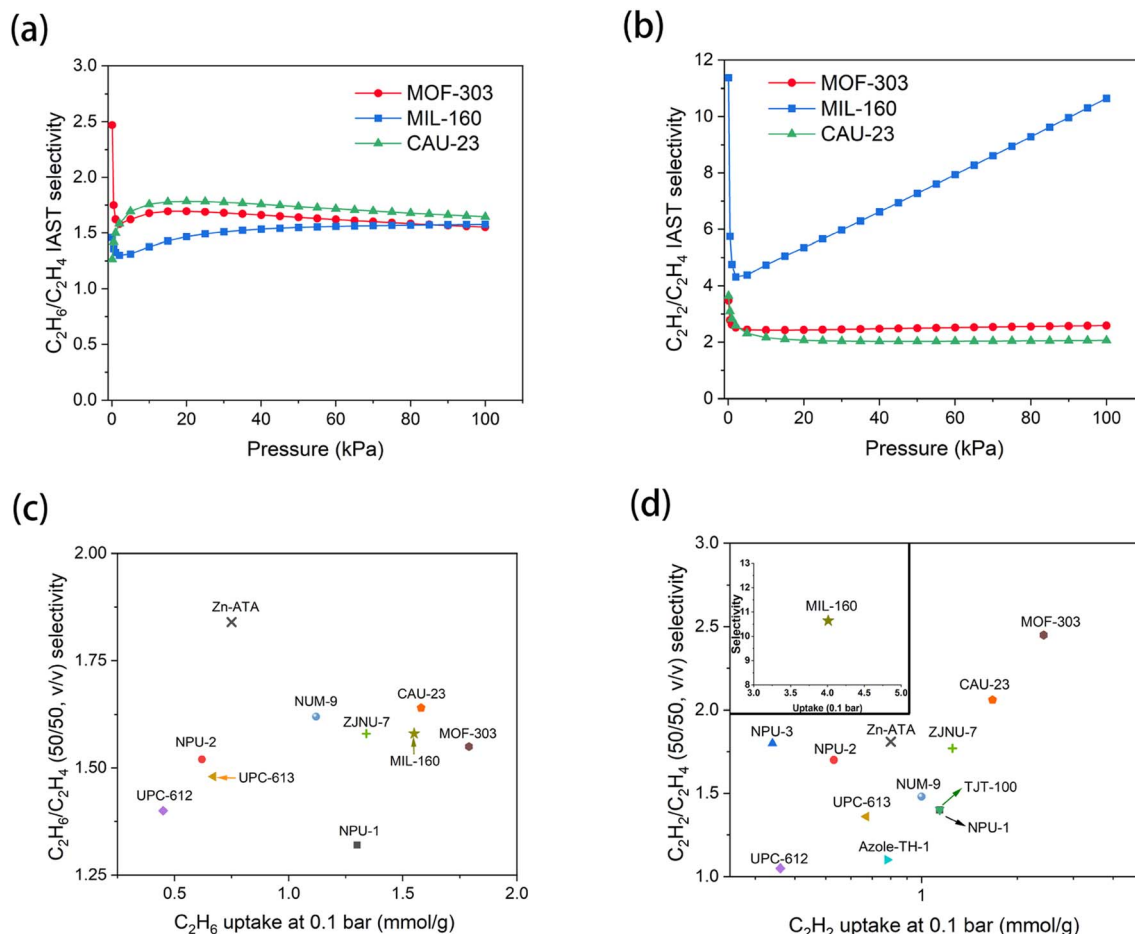 (a)
3.0
2.5
2.0
1.5
1.0
0.5
0.0
C₂H₆/C₂H₄ IAST selectivity
MOF-303
MIL-160
CAU-23
0 20 40 60 80 100
Pressure (kPa)
(b)
12
10
8
6
4
2
0
C₂H₂/C₂H₄ IAST selectivity
MOF-303
MIL-160
CAU-23
0 20 40 60 80 100
Pressure (kPa)
(c)
2.00
1.75
1.50
1.25
C₂H₆/C₂H₄ (50/50, v/v) selectivity
Zn-ATA
NUM-9
CAU-23
ZJNU-7
MOF-303
NPU-2
MIL-160
UPC-613
UPC-612
NPU-1
0.5 1.0 1.5 2.0
C₂H₆ uptake at 0.1 bar (mmol/g)
(d)
3.0
2.5
2.0
1.5
1.0
C₂H₂/C₂H₄ (50/50, v/v) selectivity
13
12
11
10
9
8
Selectivity
MIL-160
3.0 3.5 4.0 4.5 5.0
Uptake (0.1 bar)
MOF-303
CAU-23
NPU-3
Zn-ATA
ZJNU-7
NPU-2
NUM-9
TJT-100
UPC-613
NPU-1
Azole-TH-1
UPC-612
1
C₂H₂ uptake at 0.1 bar (mmol/g)